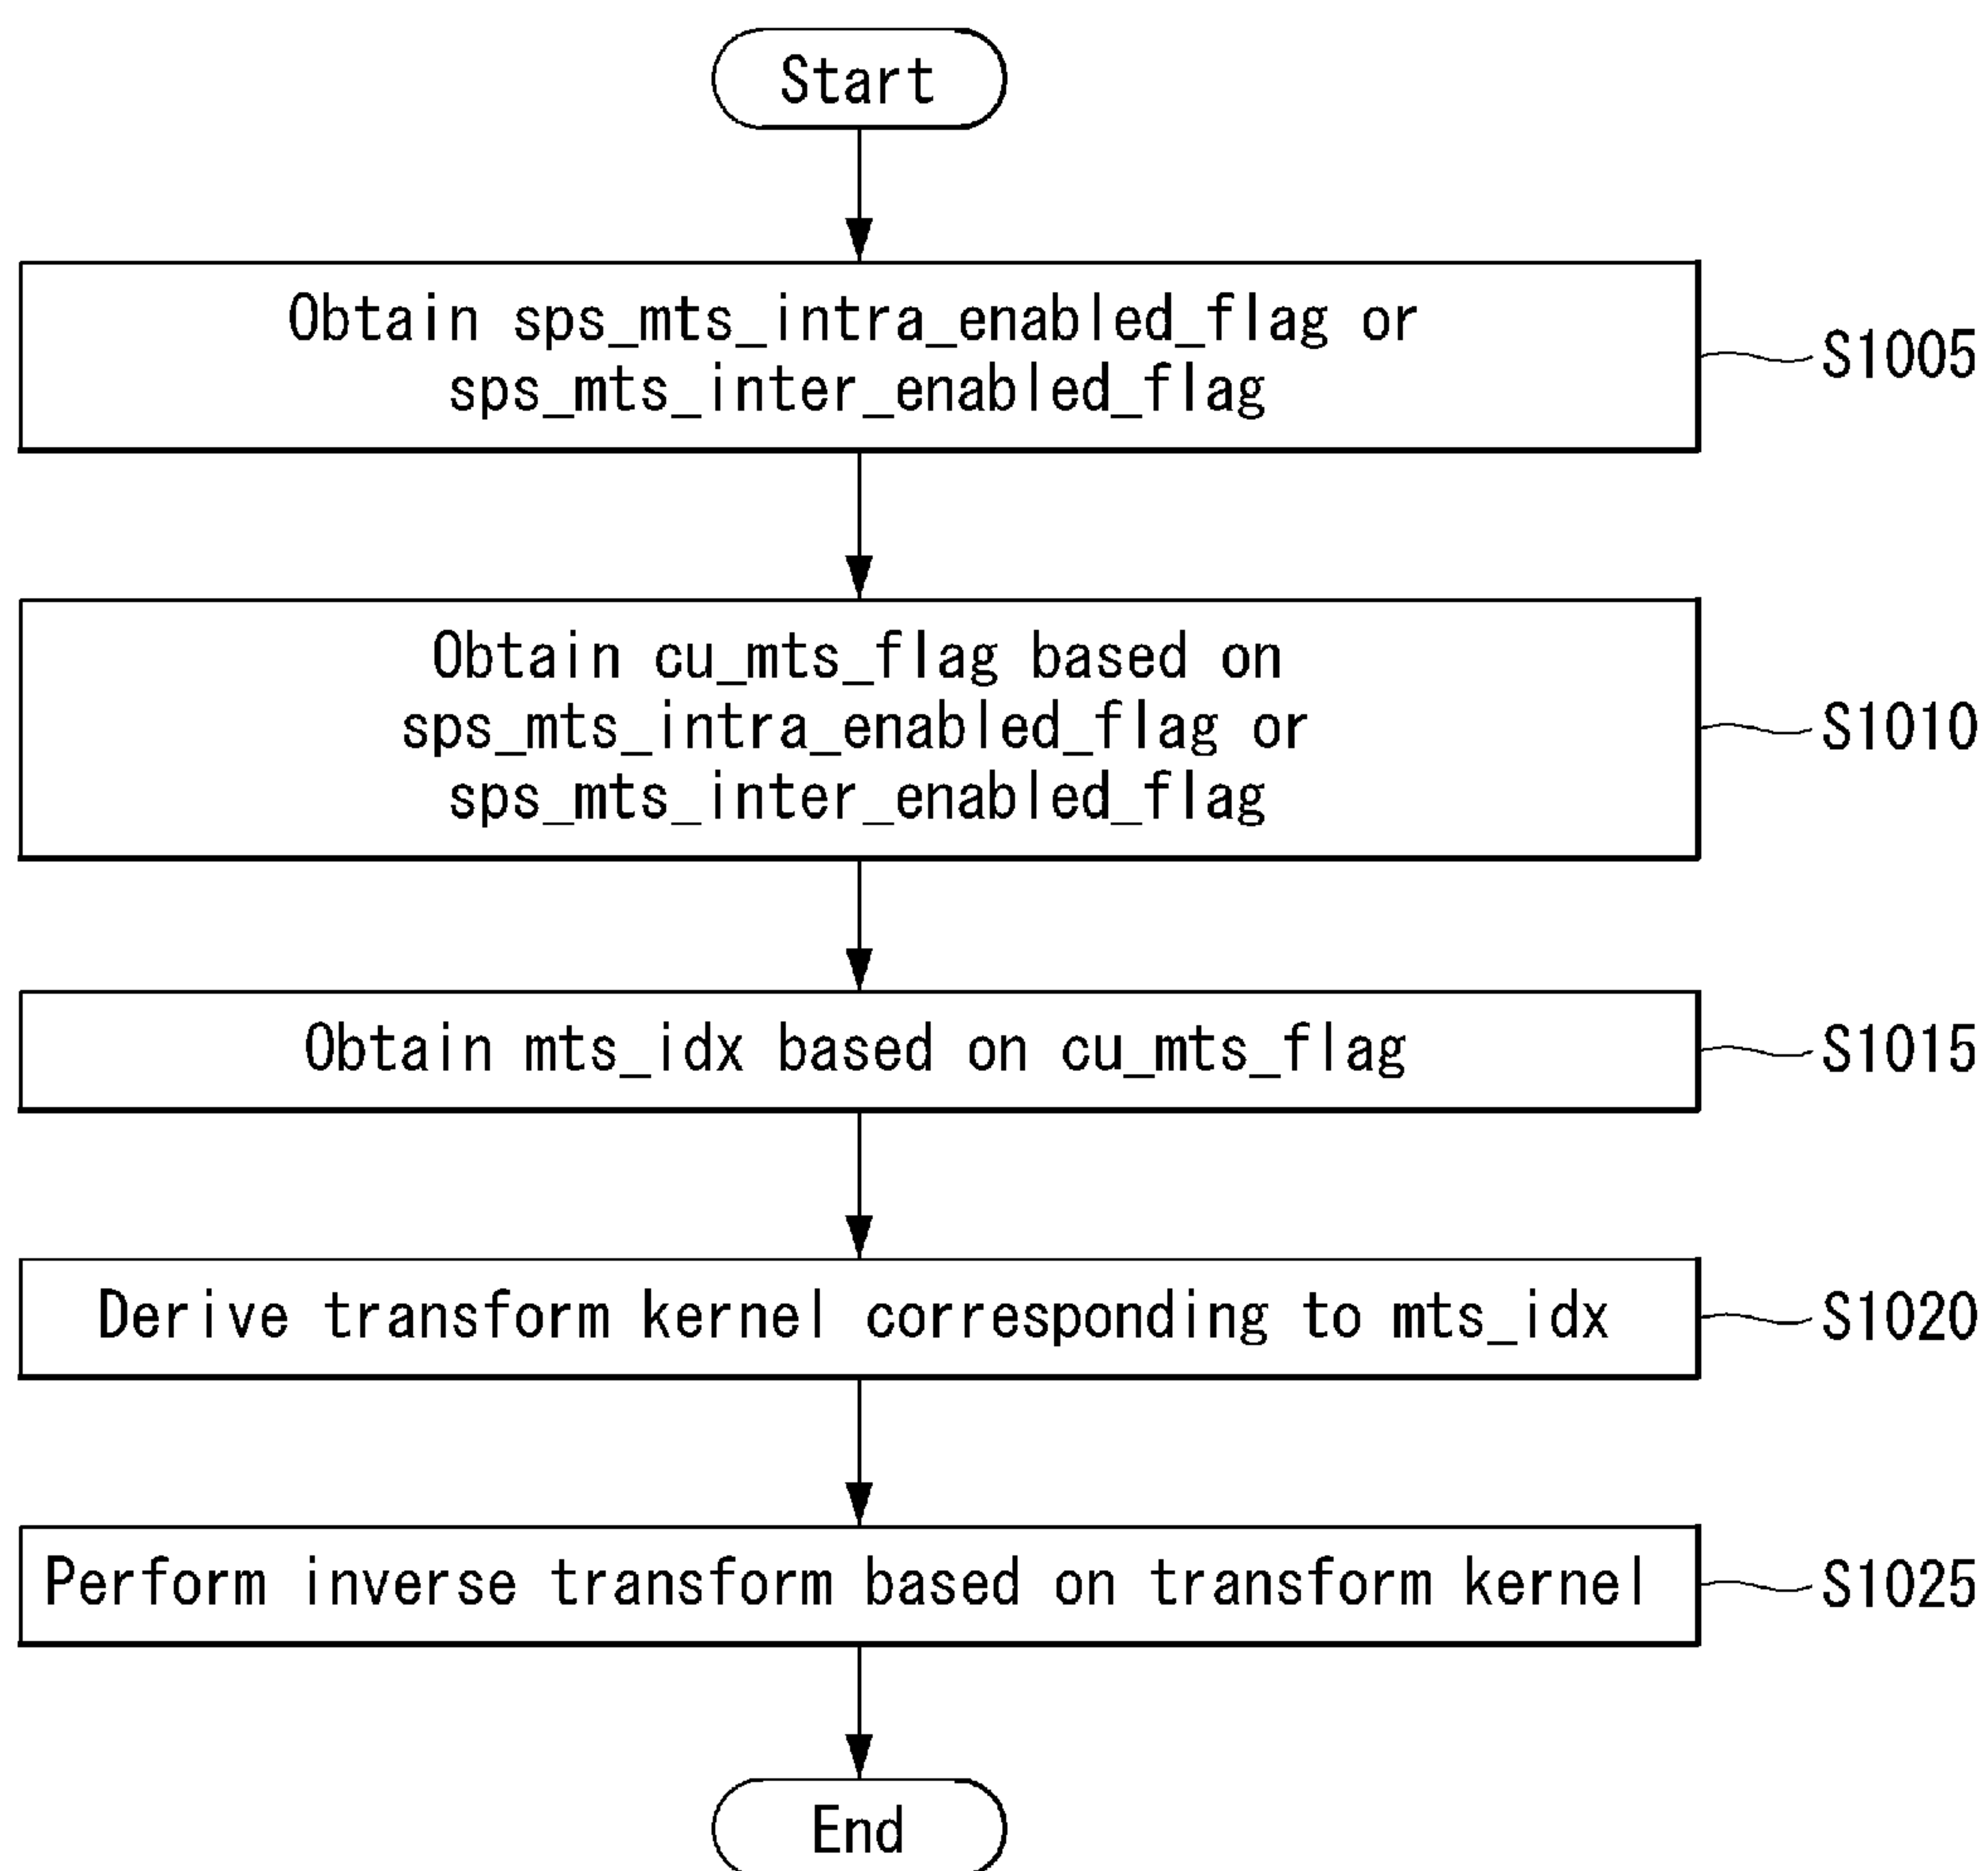 Start
Obtain sps_mts_intra_enabled_flag or
sps_mts_inter_enabled_flag
S1005
Obtain cu_mts_flag based on
sps_mts_intra_enabled_flag or
sps_mts_inter_enabled_flag
S1010
Obtain mts_idx based on cu_mts_flag
S1015
Derive transform kernel corresponding to mts_idx
S1020
Perform inverse transform based on transform kernel
S1025
End